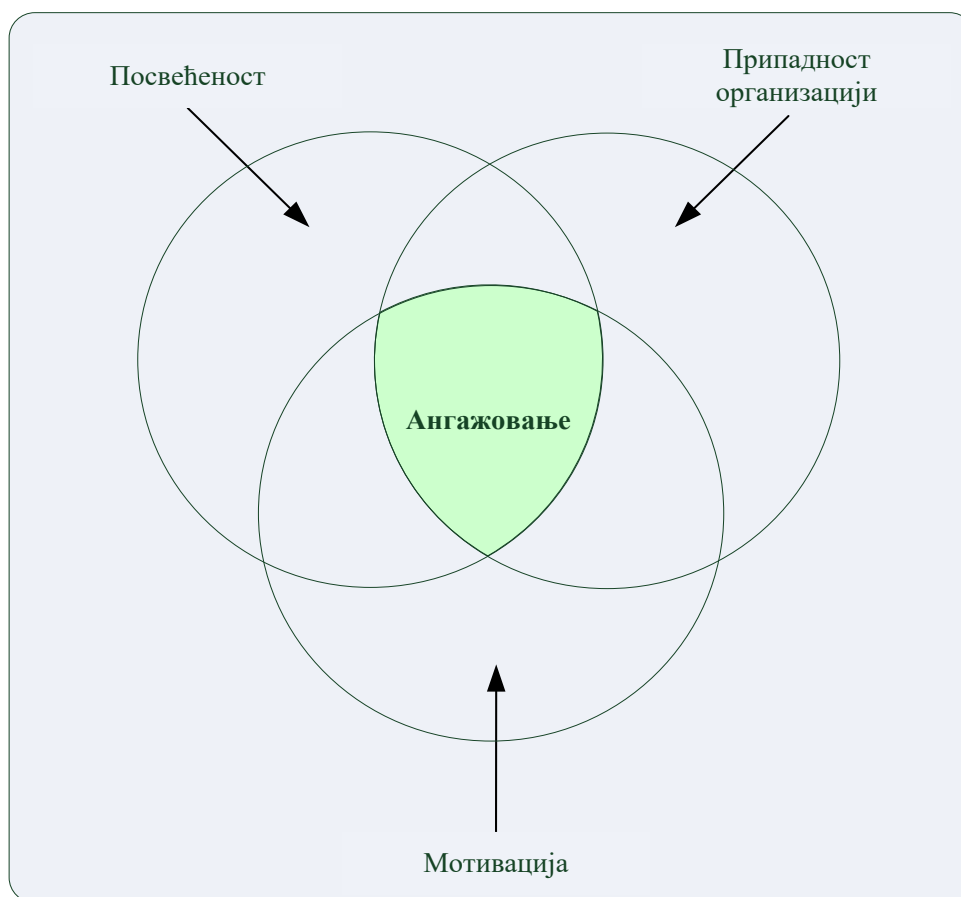 Посвећеност
Припадност
организацији
Ангажовање
Мотивација